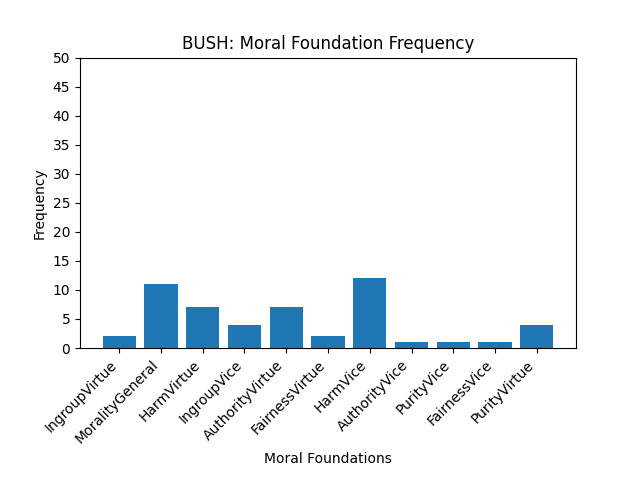 BUSH: Moral Foundation Frequency
50
45
40
35
30
25
20
15
10
5
0
Frequency
IngroupVirtue
MoralityGeneral
HarmVirtue
IngroupVice
AuthorityVirtue
FairnessVirtue
HarmVice
AuthorityVice
PurityVice
FairnessVice
PurityVirtue
Moral Foundations